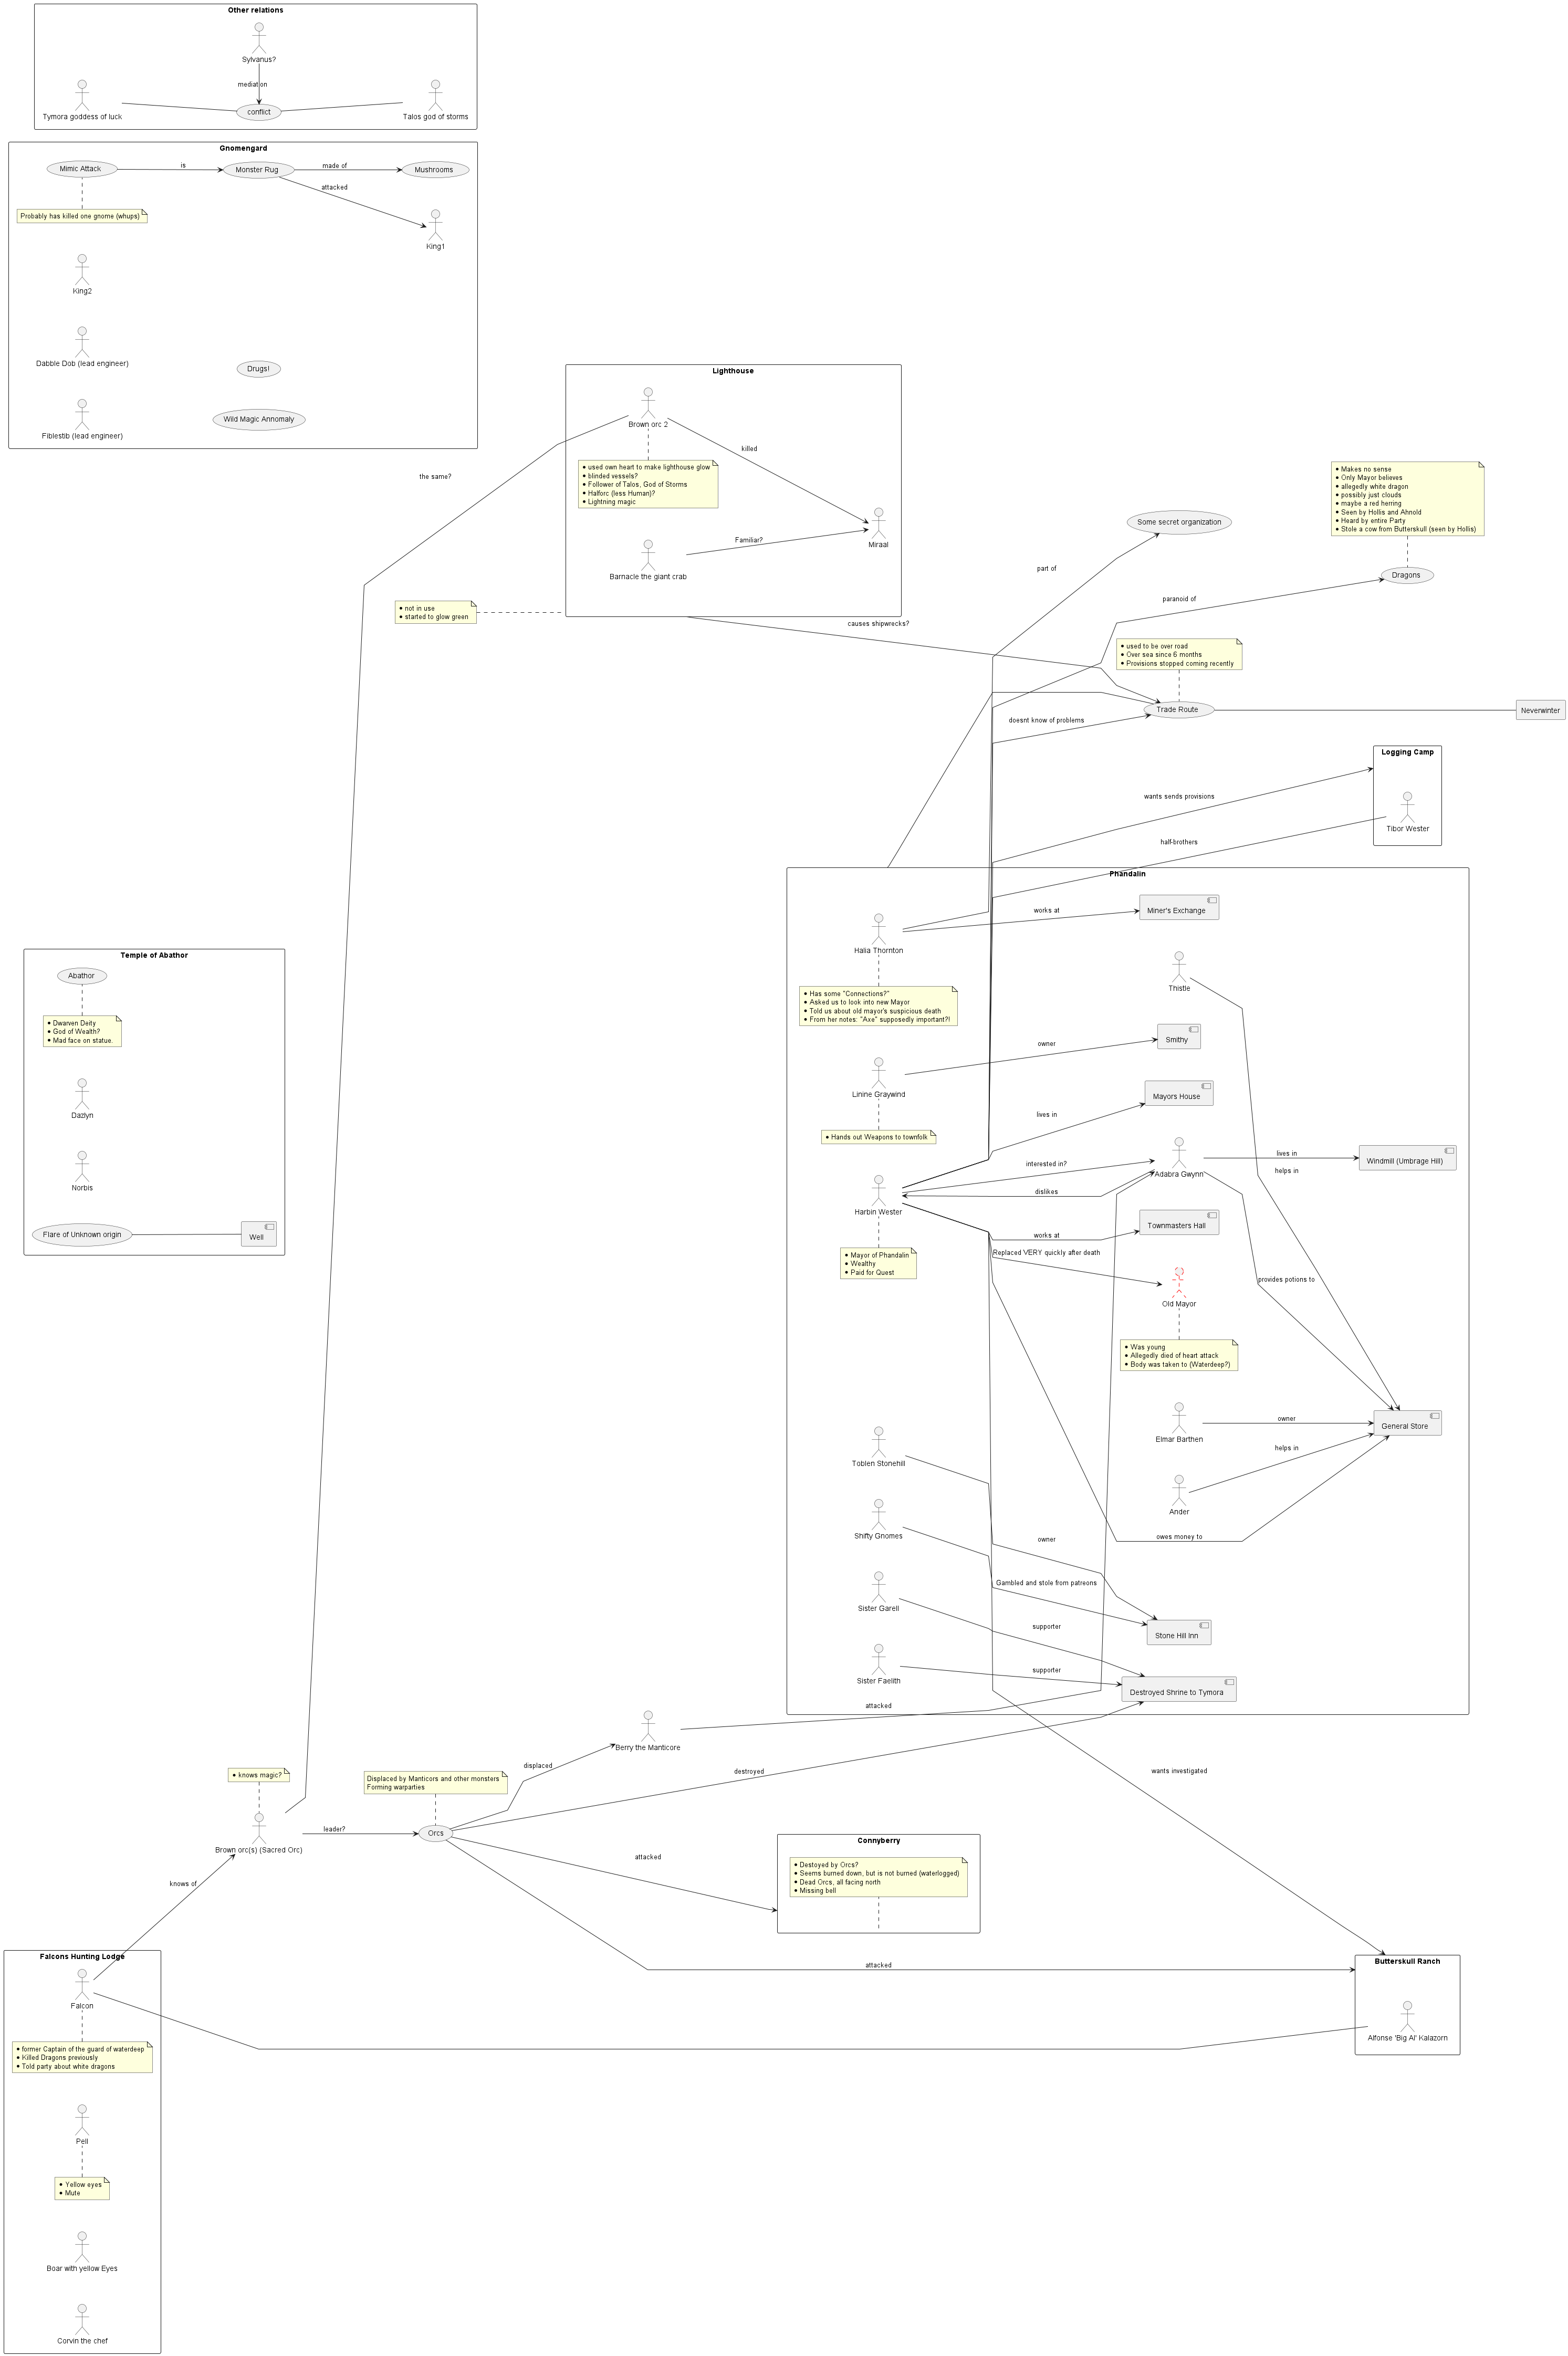 Other relations
Sylvanus?
mediation
Tymora goddess of luck
conflict
Talos god of storms
Gnomengard
Mimic Attack
is
Monster Rug
made of
Mushrooms
attacked
Probably has killed one gnome (whups)
King1
King2
Dabble Dob (lead engineer)
Drugs!
Fiblestib (lead engineer)
Wild Magic Annomaly
the same?
Lighthouse
Brown orc 2
killed
• used own heart to make lighthouse glow
• blinded vessels?
• Follower of Talos, God of Storms
• Halforc (less Human)?
• Lightning magic
Miraal
Familiar?
Barnacle the giant crab
• not in use
• started to glow green
causes shipwrecks?
• Makes no sense
• Only Mayor believes
• allegedly white dragon
• possibly just clouds
• maybe a red herring
• Seen by Hollis and Ahnold
• Heard by entire Party
• Stole a cow from Butterskull (seen by Hollis)
Some secret organization
part of
Dragons
paranoid of
• used to be over road
• Over sea since 6 months
• Provisions stopped coming recently
Trade Route
Neverwinter
doesnt know of problems
Logging Camp
wants sends provisions
Tibor Wester
half-brothers
Phandalin
Halia Thornton
works at
Miner's Exchange
• Has some "Connections?"
• Asked us to look into new Mayor
• Told us about old mayor's suspicious death
• From her notes: "Axe" supposedly important?!
Thistle
Linine Graywind
owner
Smithy
• Hands out Weapons to townfolk
lives in
Mayors House
Harbin Wester
interested in?
dislikes
Adabra Gwynn
lives in
Windmill (Umbrage Hill)
helps in
• Mayor of Phandalin
• Wealthy
• Paid for Quest
works at
Townmasters Hall
Replaced VERY quickly after death
Old Mayor
• Was young
• Allegedly died of heart attack
• Body was taken to (Waterdeep?)
provides potions to
Elmar Barthen
owner
General Store
helps in
Ander
owes money to
Toblen Stonehill
owner
Shifty Gnomes
Gambled and stole from patreons
Stone Hill Inn
Sister Garell
supporter
Sister Faelith
supporter
Destroyed Shrine to Tymora
Temple of Abathor
Abathor
• Dwarven Deity
• God of Wealth?
• Mad face on statue.
Dazlyn
Norbis
Flare of Unknown origin
Well
Berry the Manticore
attacked
displaced
destroyed
wants investigated
• knows magic?
Brown orc(s) (Sacred Orc)
leader?
Displaced by Manticors and other monsters
Forming warparties
Orcs
attacked
knows of
Connyberry
• Destoyed by Orcs?
• Seems burned down, but is not burned (waterlogged)
• Dead Orcs, all facing north
• Missing bell
attacked
Butterskull Ranch
Alfonse 'Big Al' Kalazorn
Falcons Hunting Lodge
Falcon
• former Captain of the guard of waterdeep
• Killed Dragons previously
• Told party about white dragons
Pell
• Yellow eyes
• Mute
Boar with yellow Eyes
Corvin the chef